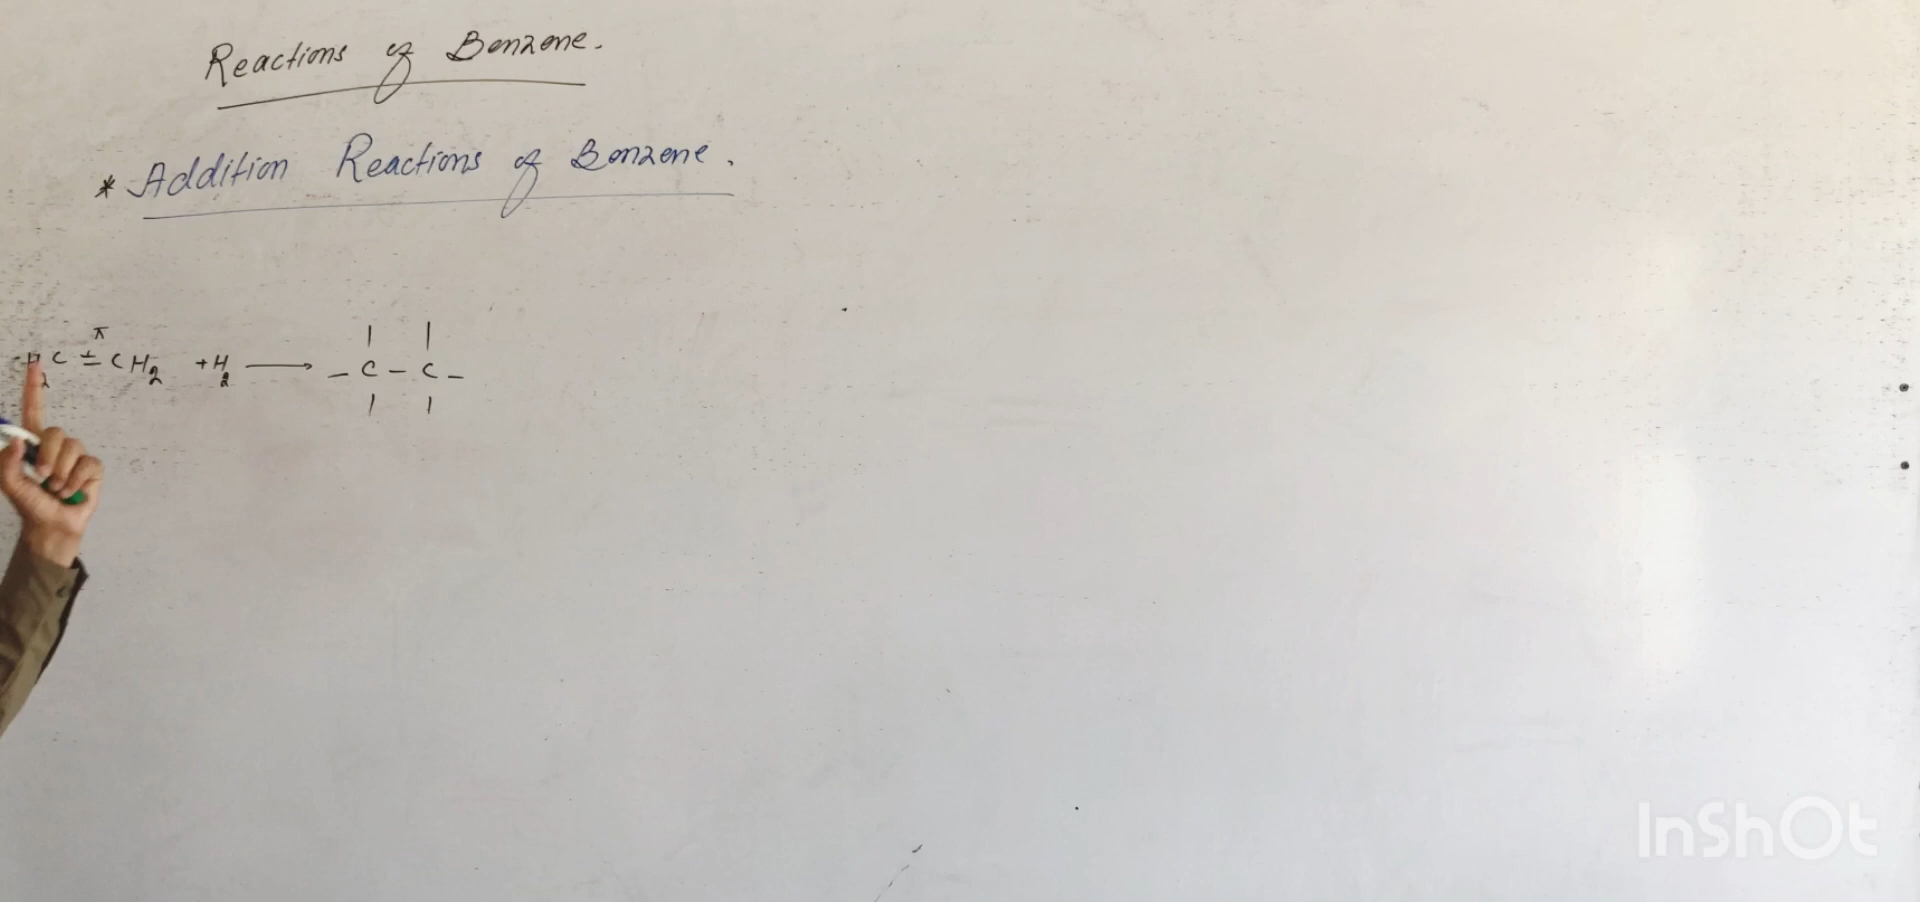 Reactions of Benzene.
* Addition Reactions of Benzene.
π
H₂C = CH₂ + H₂ ⟶ - C - C -
InShOt